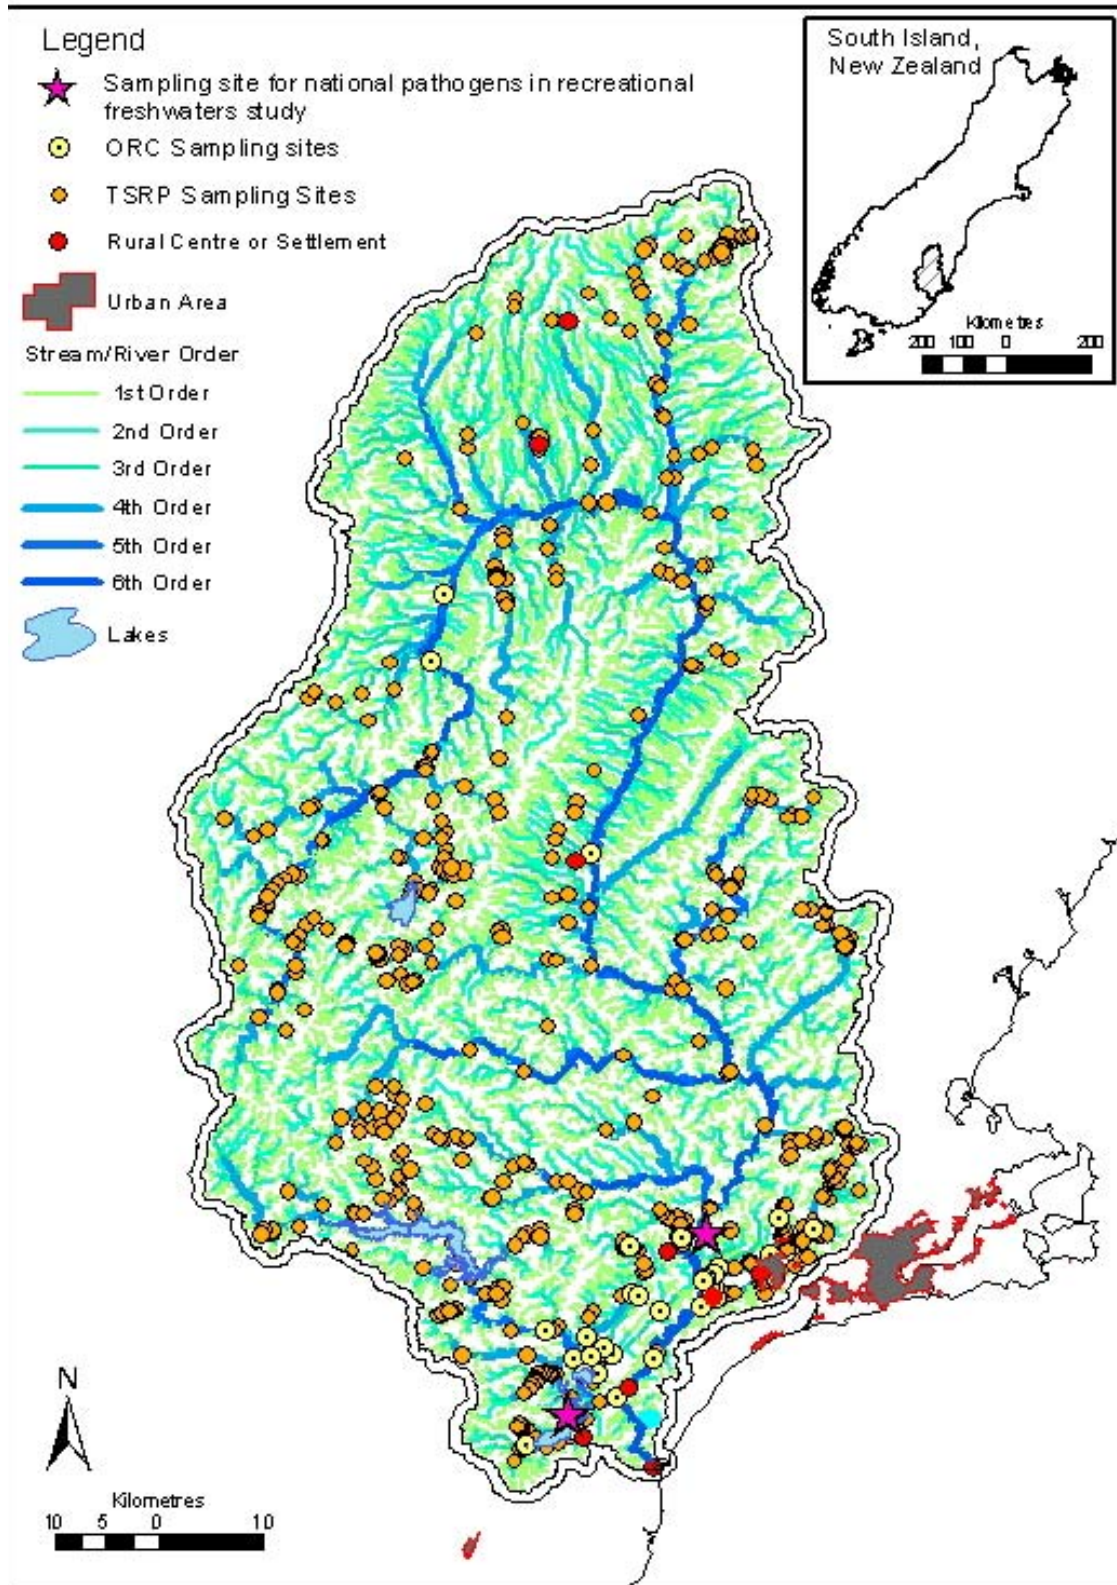 Legend
Sampling site for national pathogens in recreational
freshwaters study
ORC Sampling sites
TSRP Sampling Sites
Rural Centre or Settlement
Urban Area
Stream/River Order
1st Order
2nd Order
3rd Order
4th Order
5th Order
6th Order
Lakes
South Island,
New Zealand
Kilometres
200 100 0 200
N
Kilometres
10 5 0 10